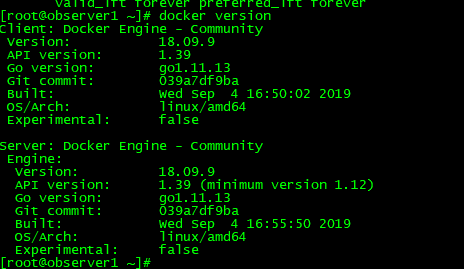 valid_lft forever preferred_lft forever
[root@observer1 ~]# docker version
Client: Docker Engine - Community
Version: 18.09.9
API version: 1.39
Go version: go1.11.13
Git commit: 039a7df9ba
Built: Wed Sep 4 16:50:02 2019
OS/Arch: linux/amd64
Experimental: false
Server: Docker Engine - Community
Engine:
Version: 18.09.9
API version: 1.39 (minimum version 1.12)
Go version: go1.11.13
Git commit: 039a7df9ba
Built: Wed Sep 4 16:55:50 2019
OS/Arch: linux/amd64
Experimental: false
[root@observer1 ~]#